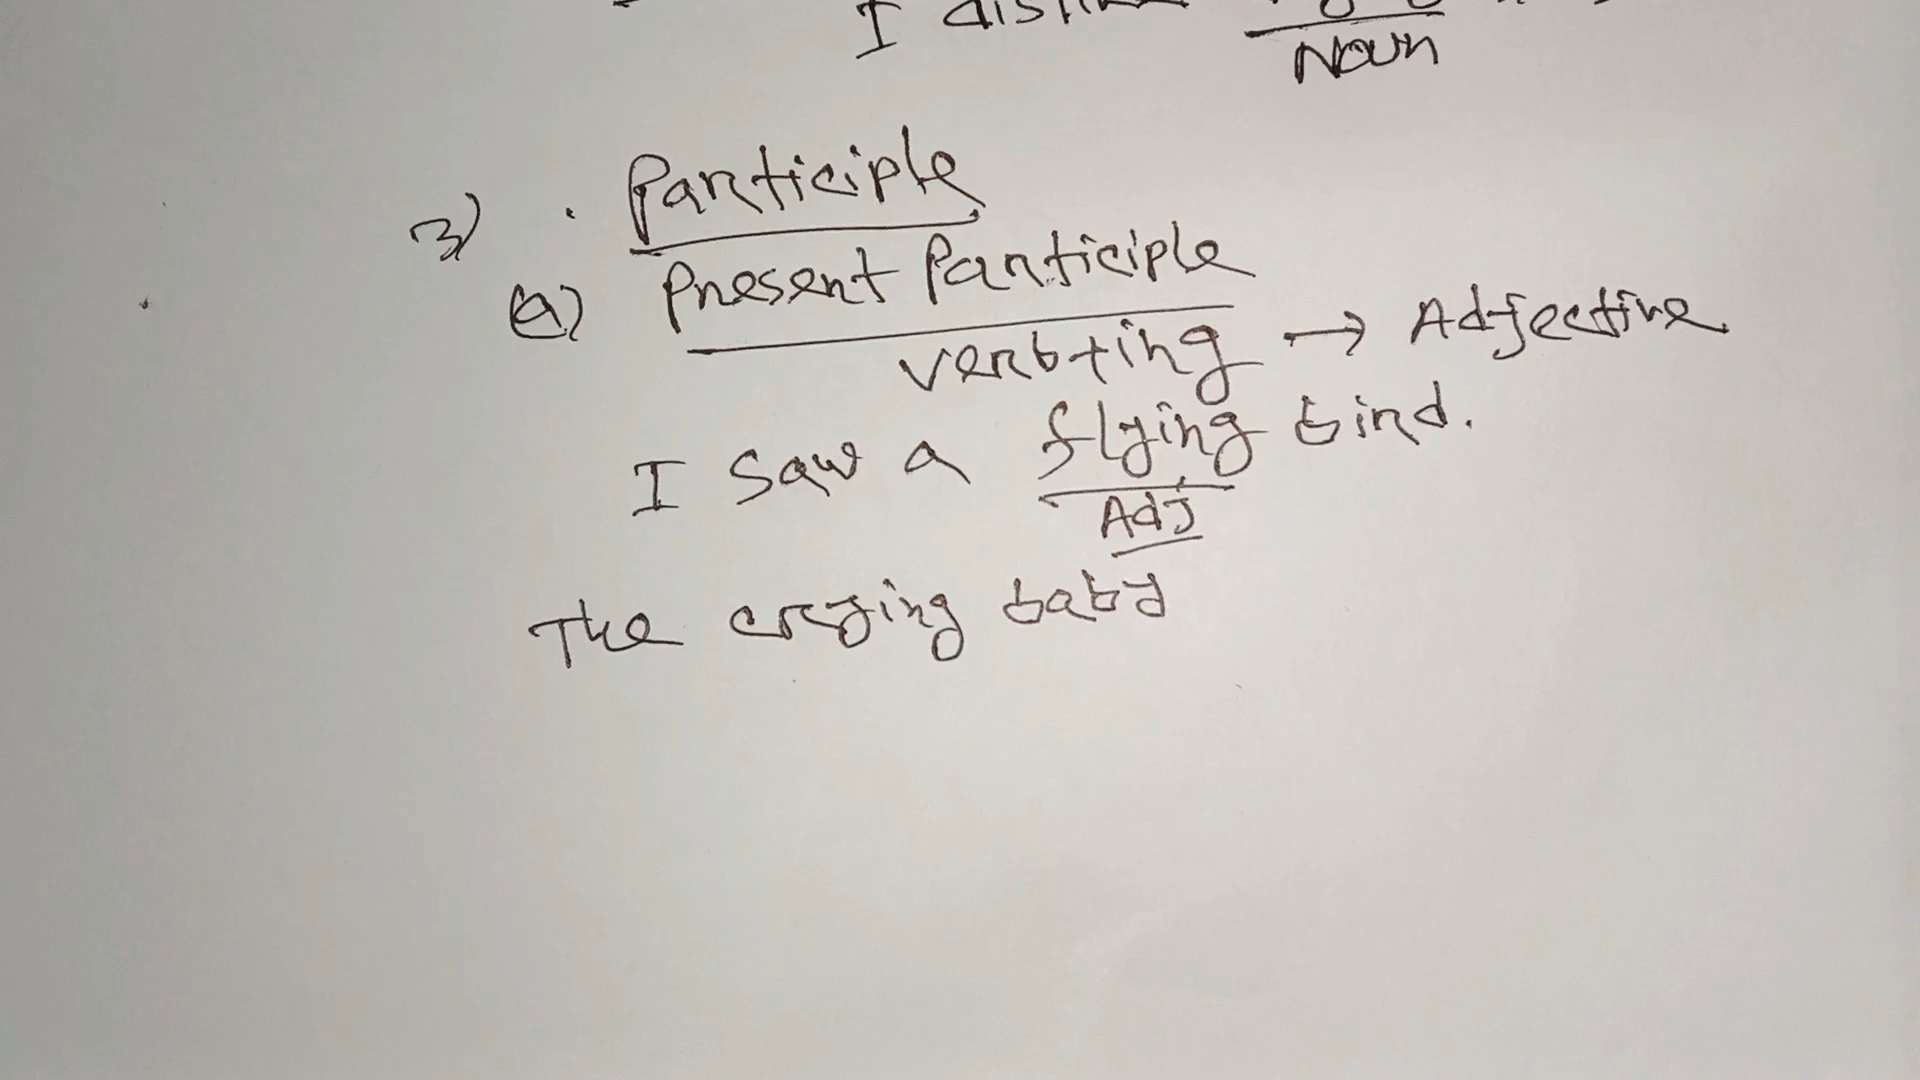 I
Noun
3) Participle
(a) Present Participle
verb+ing → Adjective
I saw a flying bird.
Adj
The crying baby